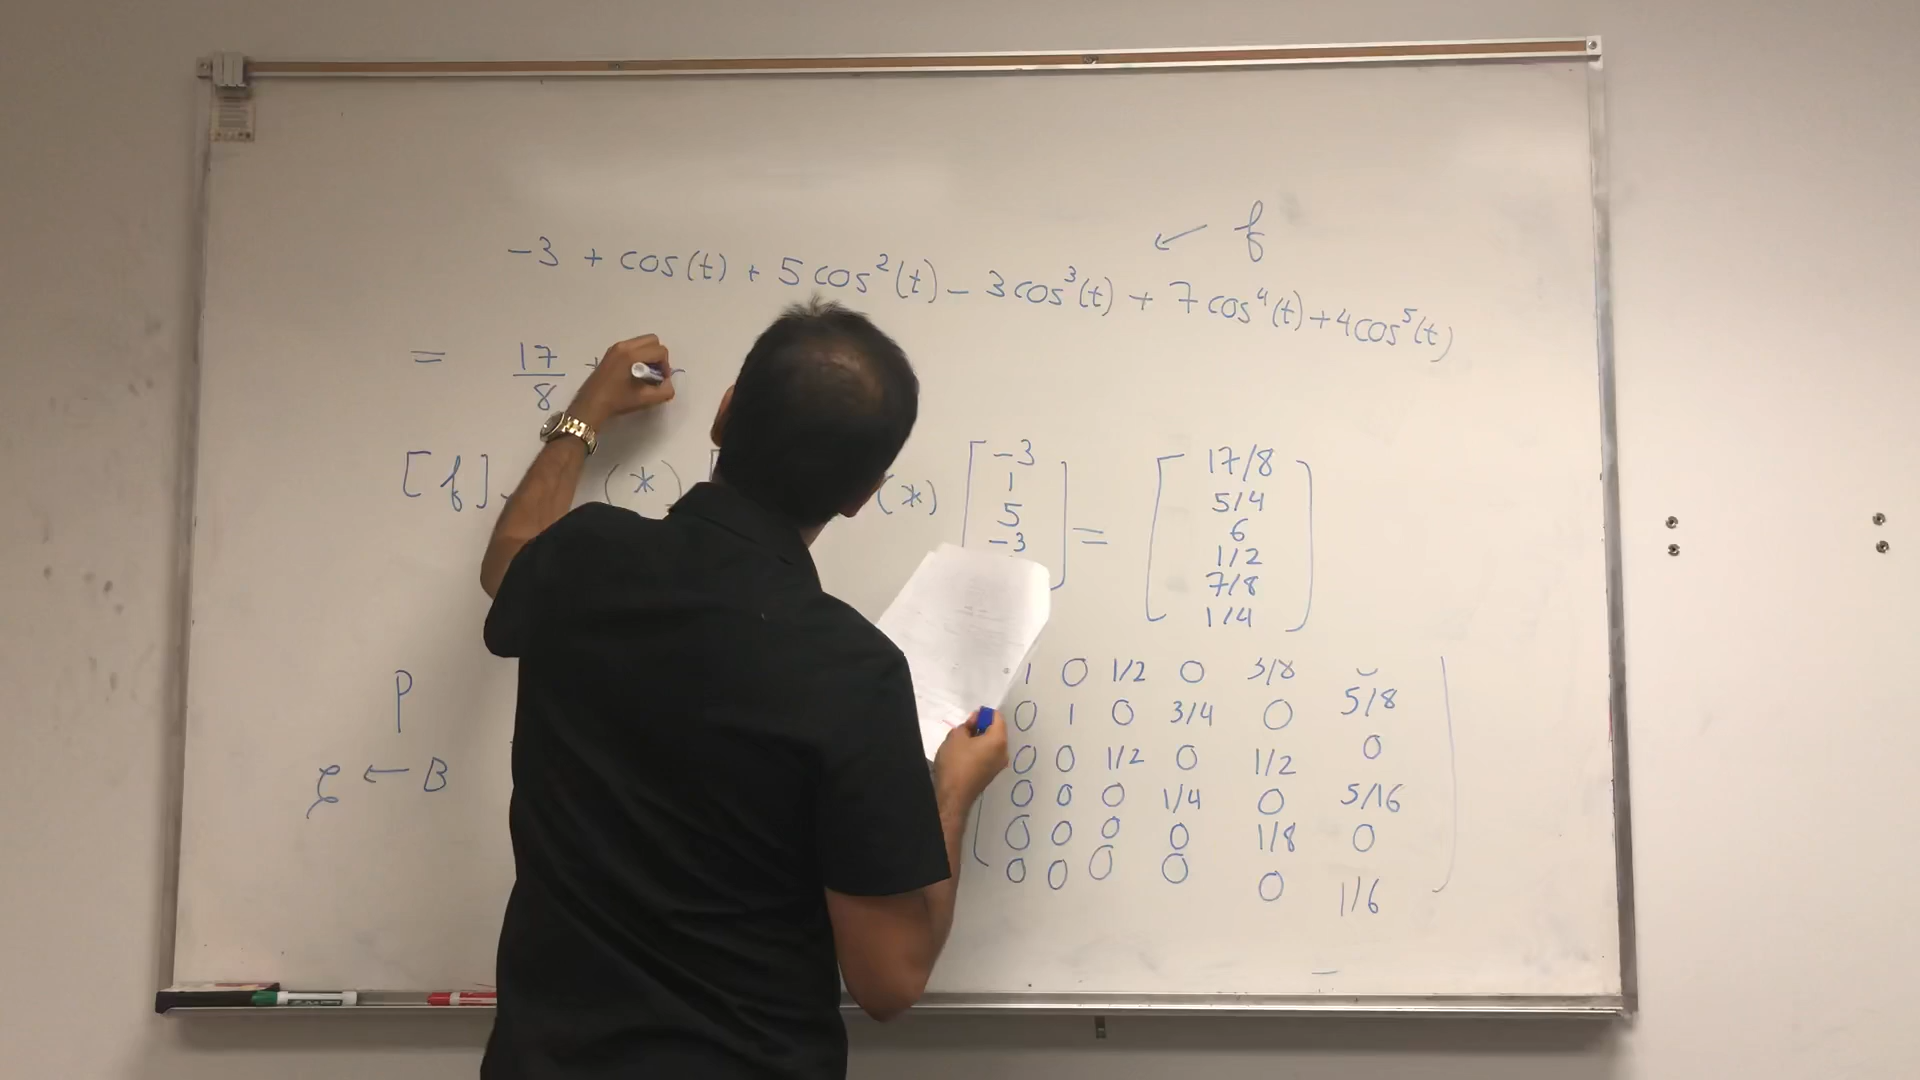 f
-3 + cos(t) + 5cos²(t) - 3cos³(t) + 7cos⁴(t) + 4cos⁵(t)
= 17/8 +
[f] (*) (*) [-3 1 5 -3 = [17/8 5/4 6 1/2 7/8 1/4]
P
C ← B
1 0 1/2 0 3/8 0
0 1 0 3/4 0 5/8
0 0 1/2 0 1/2 0
0 0 0 1/4 0 5/16
0 0 0 0 1/8 0
0 0 0 0 0 1/6